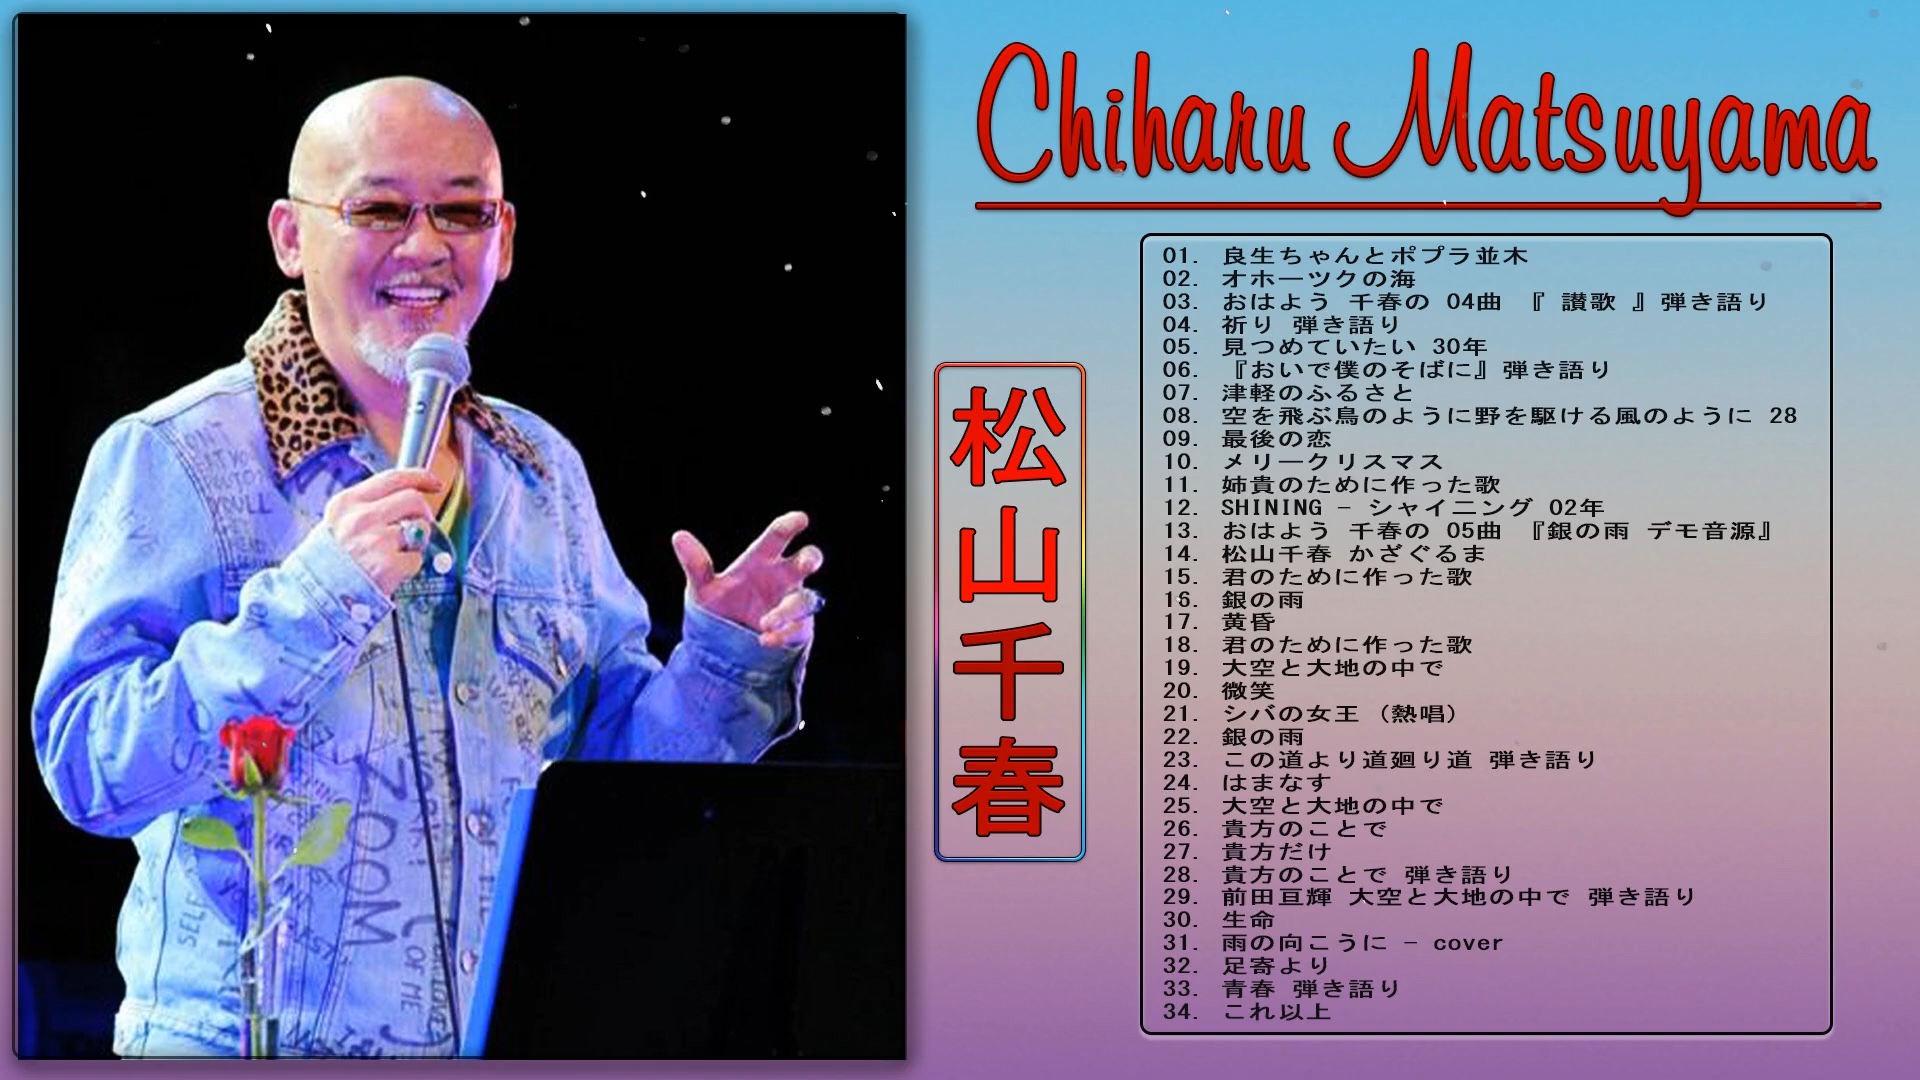 Chiharu Matsuyama
松山千春
01. 良生ちゃんとポプラ並木
02. オホーツクの海
03. おはよう 千春の 04曲 『 讃歌 』弾き語り
04. 祈り 弾き語り
05. 見つめていたい 30年
06. 『おいで僕のそばに』弾き語り
07. 津軽のふるさと
08. 空を飛ぶ鳥のように野を駆ける風のように 28
09. 最後の恋
10. メリークリスマス
11. 姉貴のために作った歌
12. SHINING – シャイニング 02年
13. おはよう 千春の 05曲 『銀の雨 デモ音源』
14. 松山千春 かざぐるま
15. 君のために作った歌
16. 銀の雨
17. 黄昏
18. 君のために作った歌
19. 大空と大地の中で
20. 微笑
21. シバの女王 (熱唱)
22. 銀の雨
23. この道より道廻り道 弾き語り
24. はまなす
25. 大空と大地の中で
26. 貴方のことで
27. 貴方だけ
28. 貴方のことで 弾き語り
29. 前田亘輝 大空と大地の中で 弾き語り
30. 生命
31. 雨の向こうに – cover
32. 足寄より
33. 青春 弾き語り
34. これ以上
YOU'LL
ZOOM
SELF
OF ME